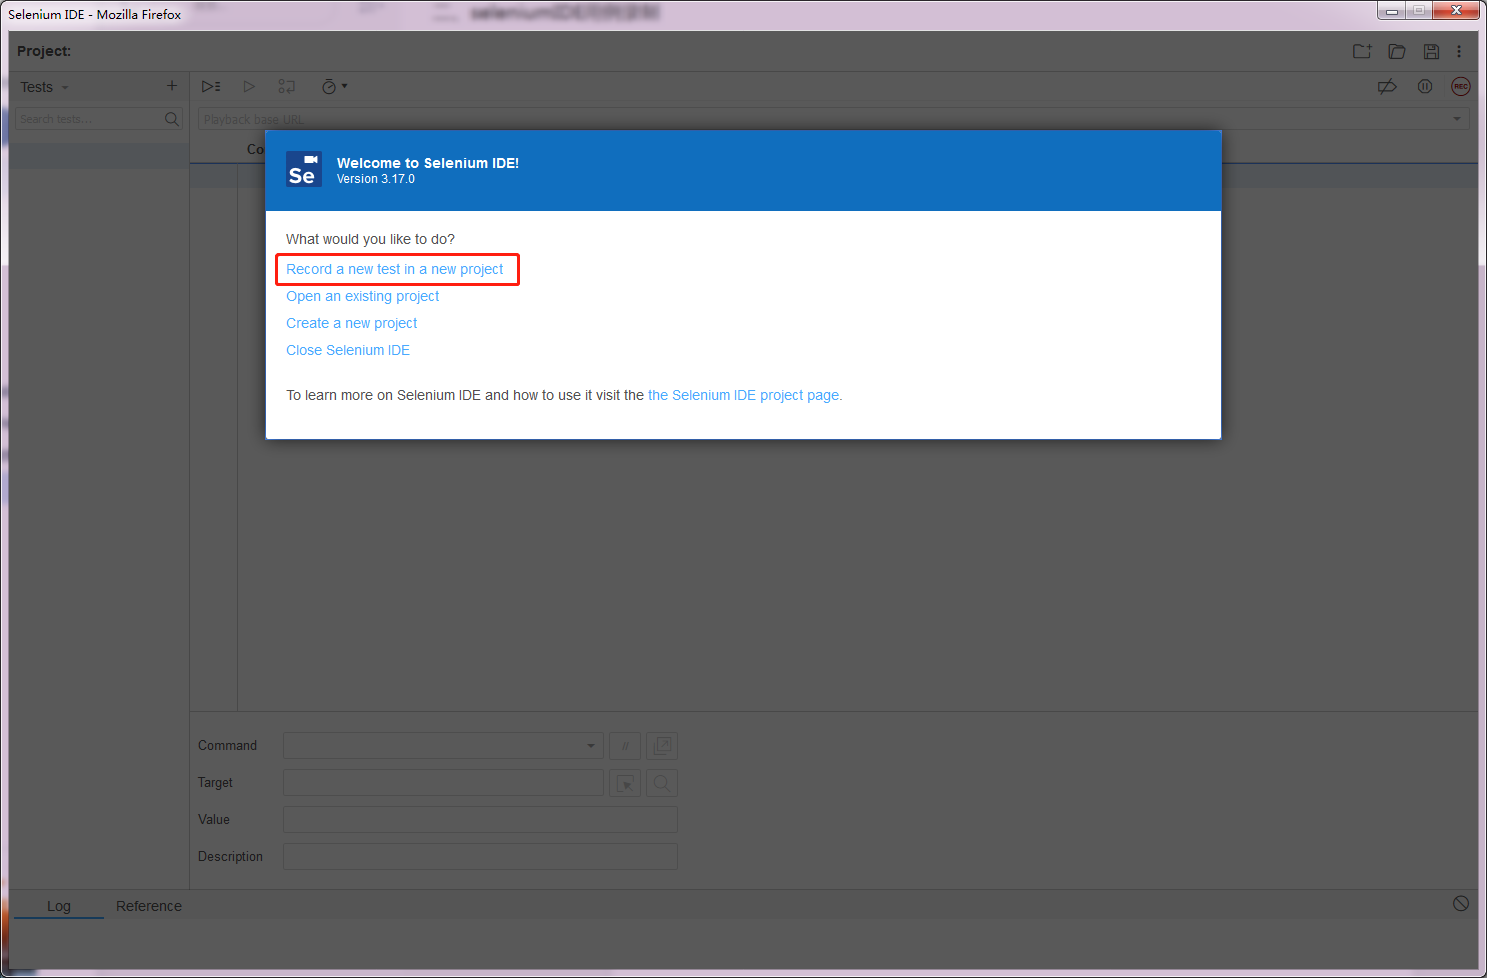 Selenium IDE - Mozilla Firefox
Project:
Tests
REC
Search tests...
Playback base URL
Co
Se
Welcome to Selenium IDE!
Version 3.17.0
What would you like to do?
Record a new test in a new project
Open an existing project
Create a new project
Close Selenium IDE
To learn more on Selenium IDE and how to use it visit the the Selenium IDE project page.
Command
//
Target
Value
Description
Log
Reference